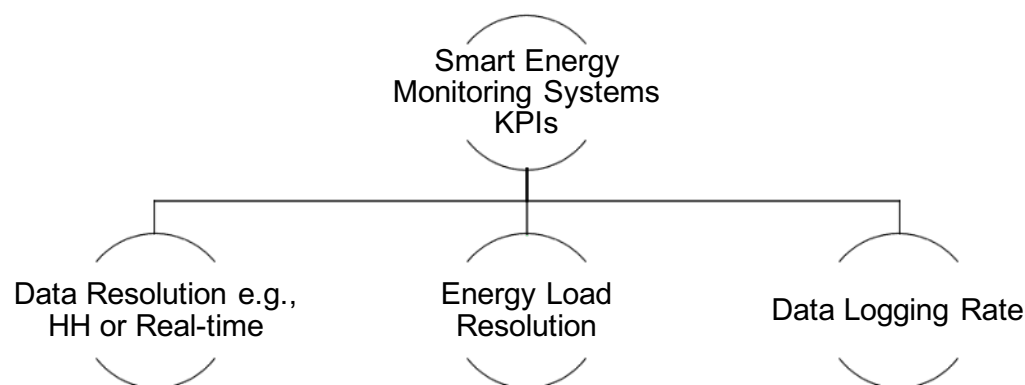 Smart Energy
Monitoring Systems
KPIs
Data Resolution e.g.,
HH or Real-time
Energy Load
Resolution
Data Logging Rate